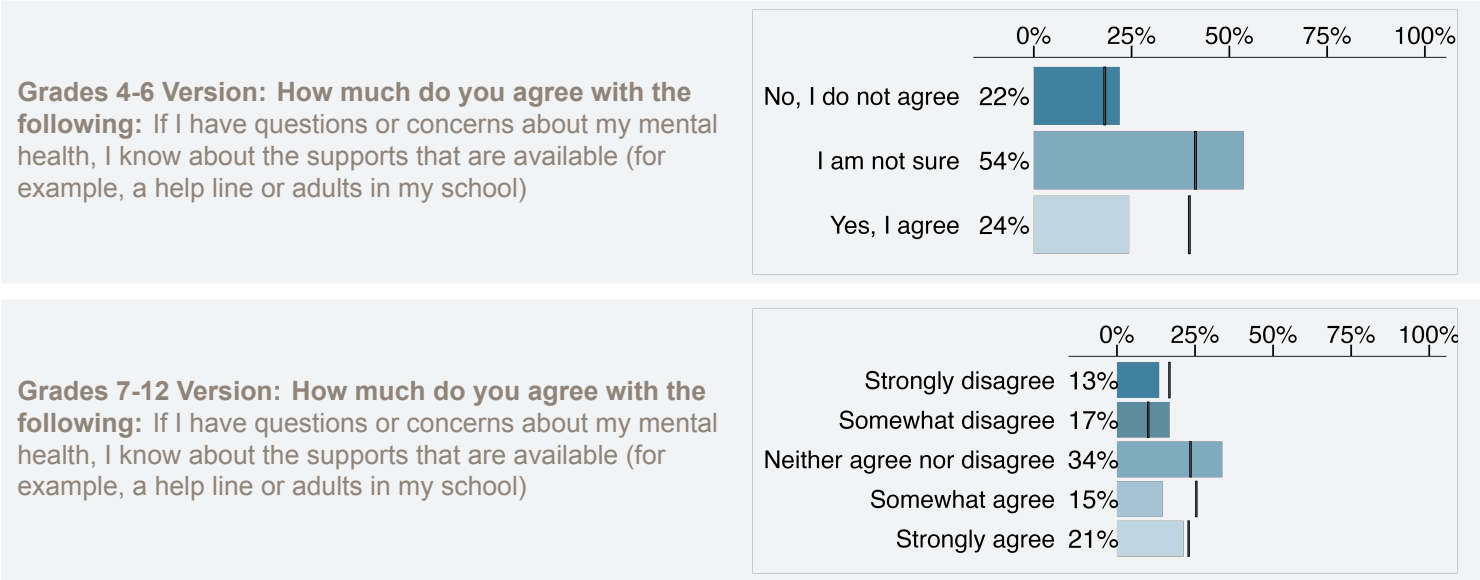 Grades 4-6 Version: How much do you agree with the
following: If I have questions or concerns about my mental
health, I know about the supports that are available (for
example, a help line or adults in my school)
0% 25% 50% 75% 100%
No, I do not agree 22%
I am not sure 54%
Yes, I agree 24%
Grades 7-12 Version: How much do you agree with the
following: If I have questions or concerns about my mental
health, I know about the supports that are available (for
example, a help line or adults in my school)
0% 25% 50% 75% 100%
Strongly disagree 13%
Somewhat disagree 17%
Neither agree nor disagree 34%
Somewhat agree 15%
Strongly agree 21%